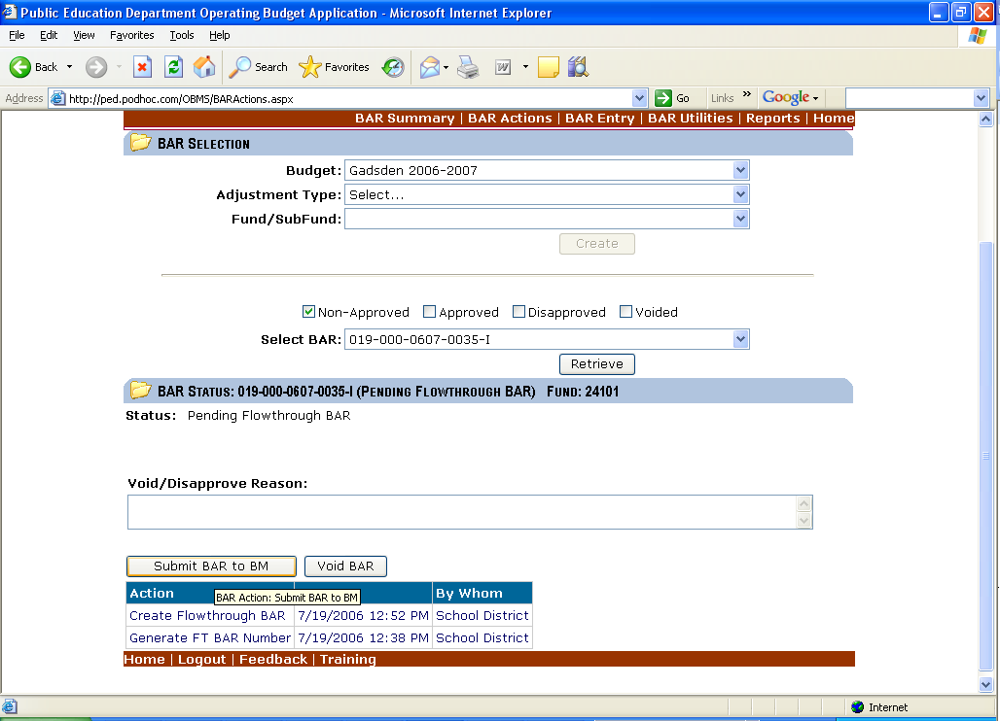 Public Education Department Operating Budget Application - Microsoft Internet Explorer
File Edit View Favorites Tools Help
Back Search Favorites
Address http://ped.podhoc.com/OBMS/BARActions.aspx Go Links » Google
BAR Summary | BAR Actions | BAR Entry | BAR Utilities | Reports | Home
BAR Selection
Budget: Gadsden 2006-2007
Adjustment Type: Select...
Fund/SubFund:
Create
Non-Approved Approved Disapproved Voided
Select BAR: 019-000-0607-0035-I
Retrieve
BAR Status: 019-000-0607-0035-I (Pending Flowthrough BAR) Fund: 24101
Status: Pending Flowthrough BAR
Void/Disapprove Reason:
Submit BAR to BM Void BAR
Action By Whom
BAR Action: Submit BAR to BM
Create Flowthrough BAR 7/19/2006 12:52 PM School District
Generate FT BAR Number 7/19/2006 12:38 PM School District
Home | Logout | Feedback | Training
Internet